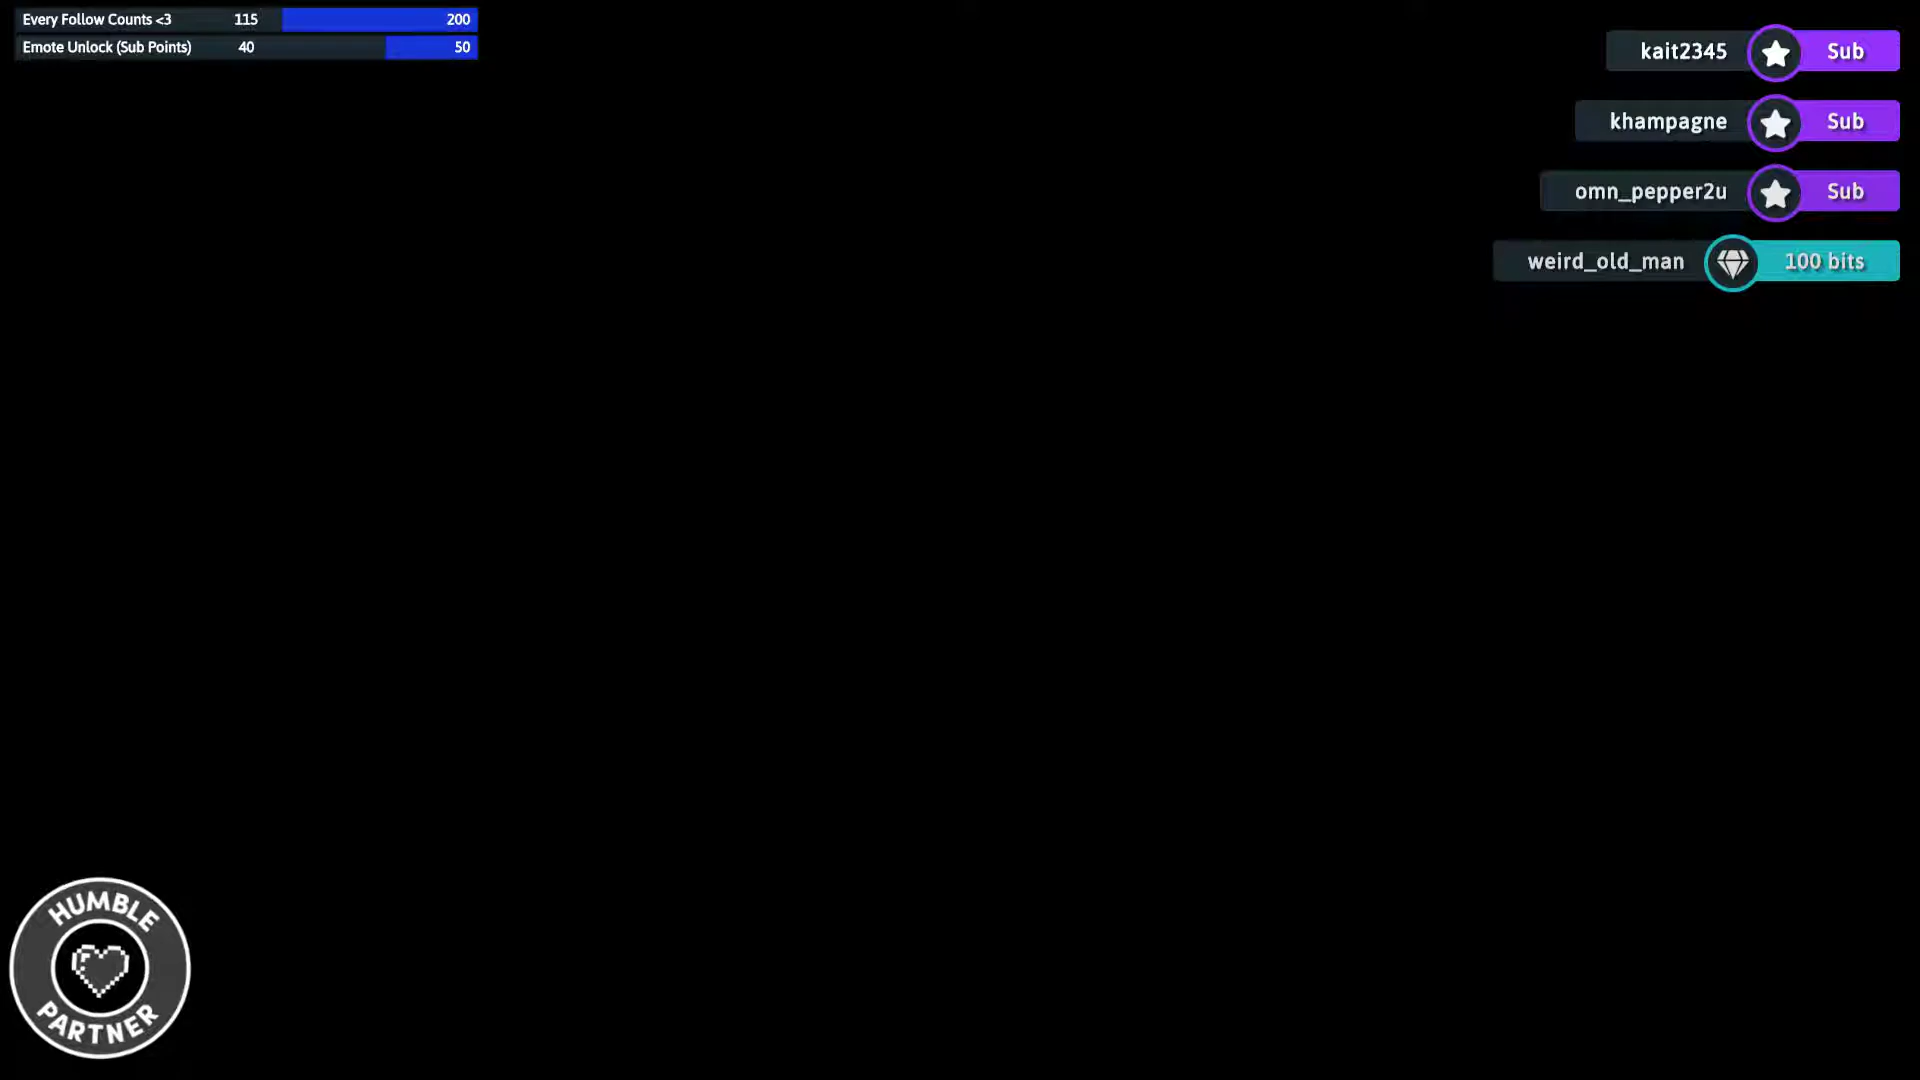 Every Follow Counts <3 115 200
Emote Unlock (Sub Points) 40 50
kait2345 Sub
khampagne Sub
omn_pepper2u Sub
weird_old_man 100 bits
HUMBLE
PARTNER